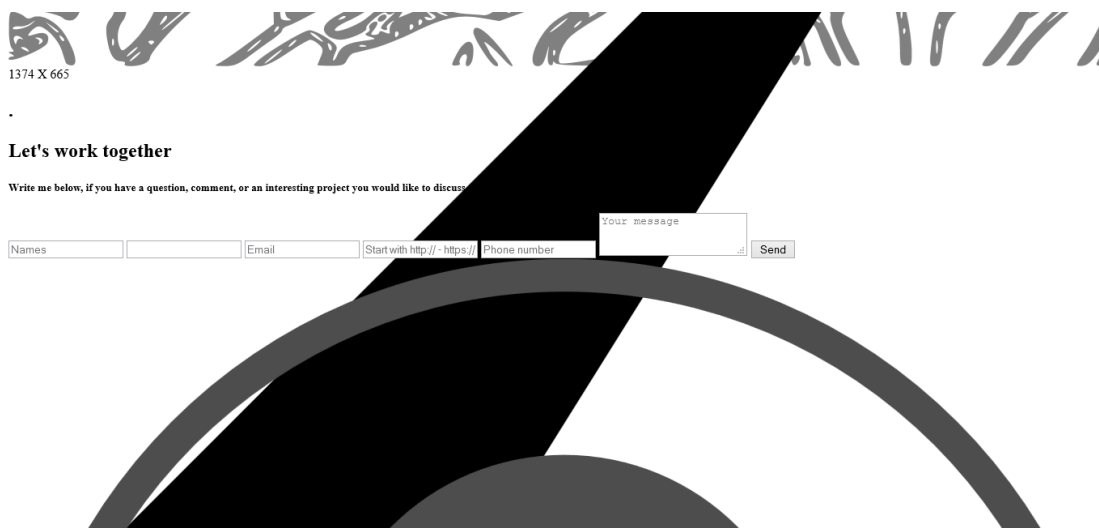 1374 X 665
.
Let's work together
Write me below, if you have a question, comment, or an interesting project you would like to discuss
Names Email Start with http:// - https:// Phone number Your message Send